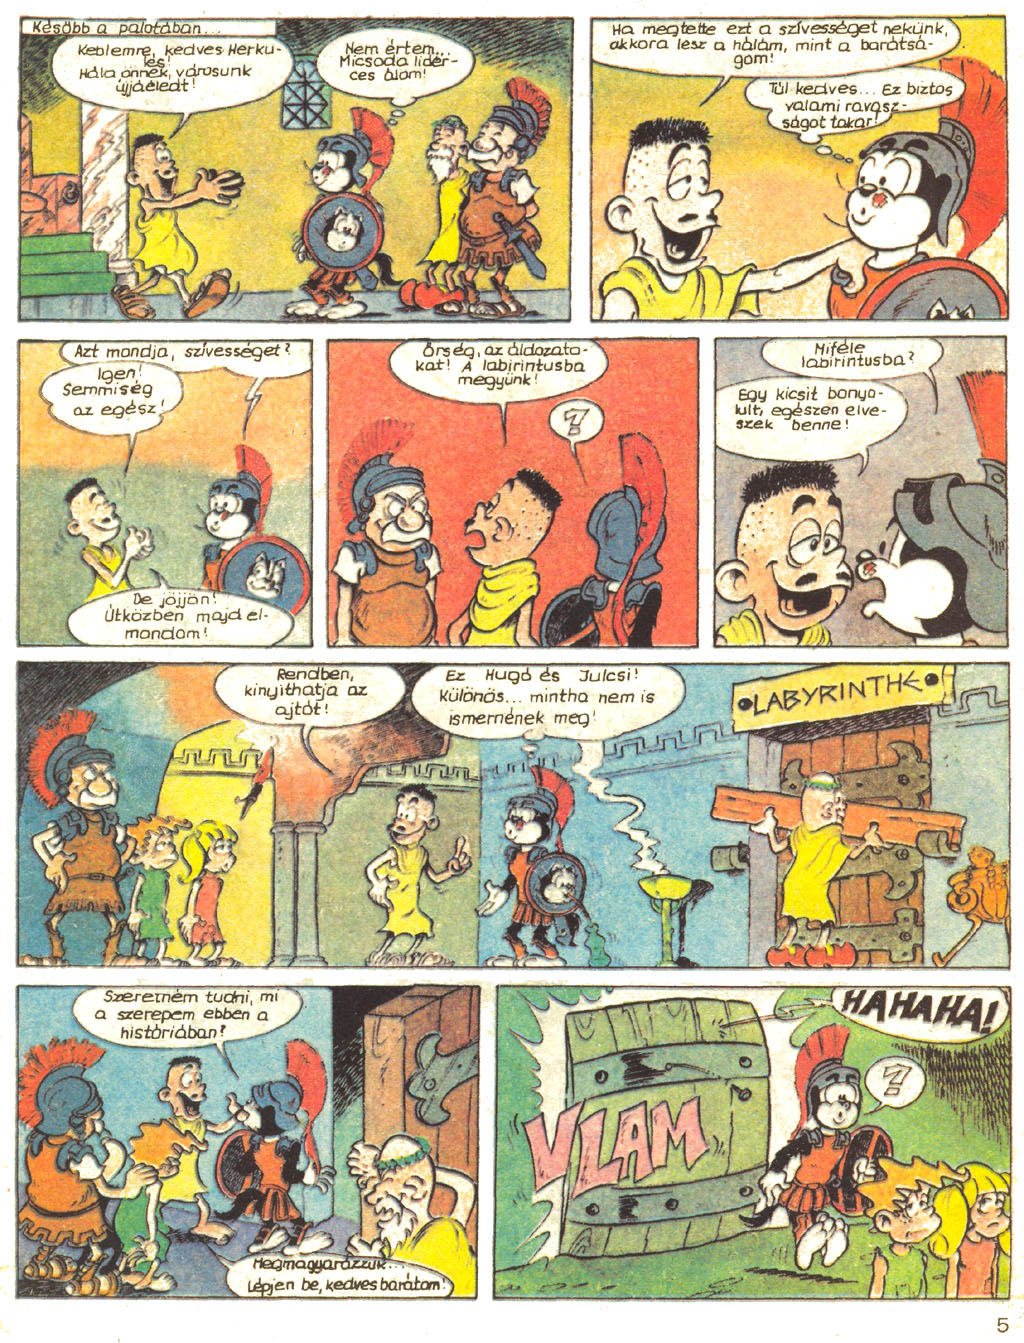 Később a palotában...
Keblemre, kedves Herku-
les!
Hála önnek, városunk
újjáéledt!
Nem értem...
Micsoda lidér-
ces álom!
Ha megtette ezt a szívességet nekünk,
akkora lesz a hálám, mint a barátsá-
gom!
Túl kedves... Ez biztos
valami ravasz-
ságot takar!
Azt mondja, szívességet?
Igen!
Semmiség
az egész!
De jöjjön!
Útközben majd el-
mondom!
Őrség, az áldozato-
kat! A labirintusba
megyünk!
?
Miféle
labirintusba?
Egy kicsit bonyo-
lult, egészen elve-
szek benne!
Rendben,
kinyithatja az
ajtót!
Ez Hugó és Julcsi!
Különös... mintha nem is
ismernének meg!
LABYRINTHE
Szeretném tudni, mi
a szerepem ebben a
históriában?
Megmagyarázzuk...
Lépjen be, kedves barátom!
VLAM
HAHAHA!
?
5